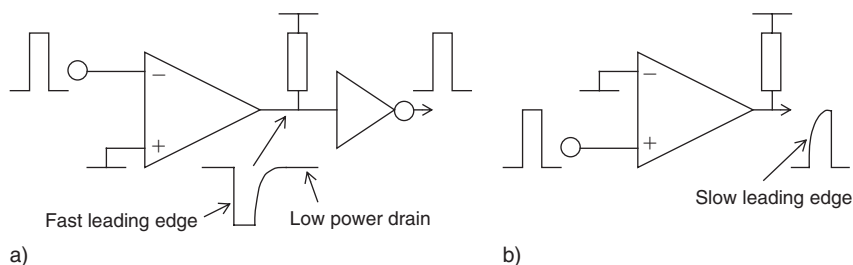 −
+
Fast leading edge
Low power drain
a)
−
+
Slow leading edge
b)